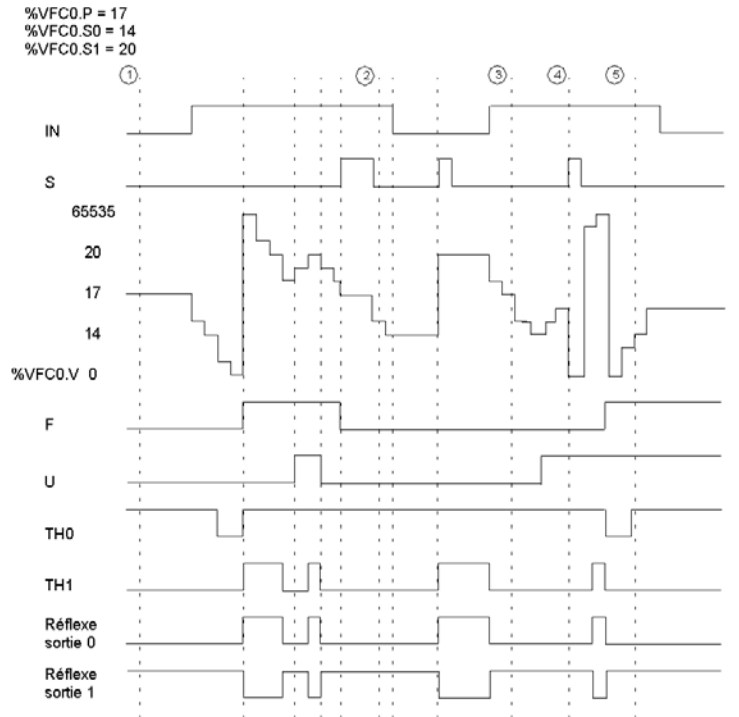 %VFC0.P = 17
%VFC0.S0 = 14
%VFC0.S1 = 20
1 2 3 4 5
IN
S
65535
20
17
14
%VFC0.V 0
F
U
TH0
TH1
Réflexe
sortie 0
Réflexe
sortie 1